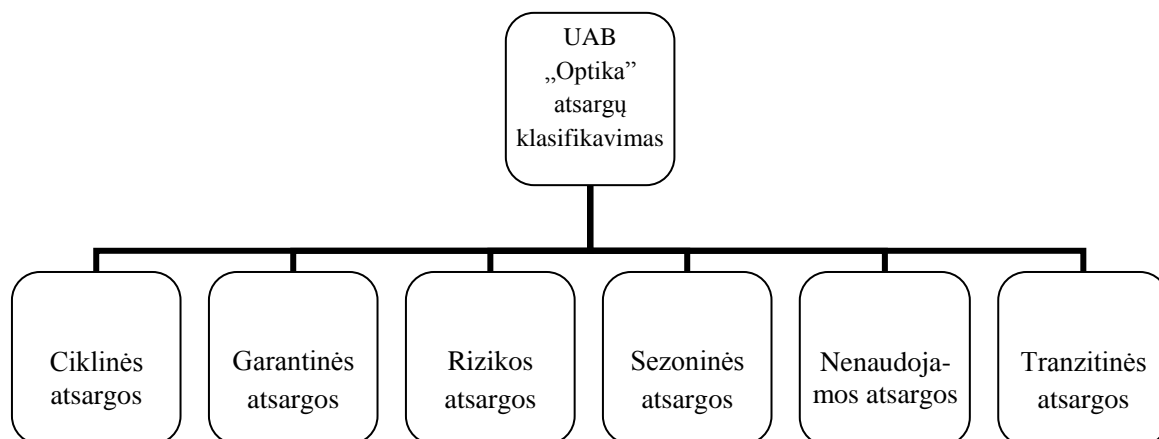 UAB
„Optika”
atsargų
klasifikavimas
Ciklinės
atsargos
Garantinės
atsargos
Rizikos
atsargos
Sezoninės
atsargos
Nenaudoja-
mos atsargos
Tranzitinės
atsargos